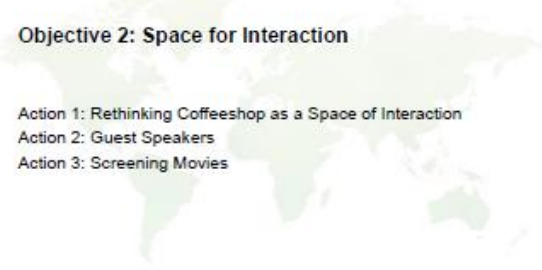 Objective 2: Space for Interaction
Action 1: Rethinking Coffeeshop as a Space of Interaction
Action 2: Guest Speakers
Action 3: Screening Movies